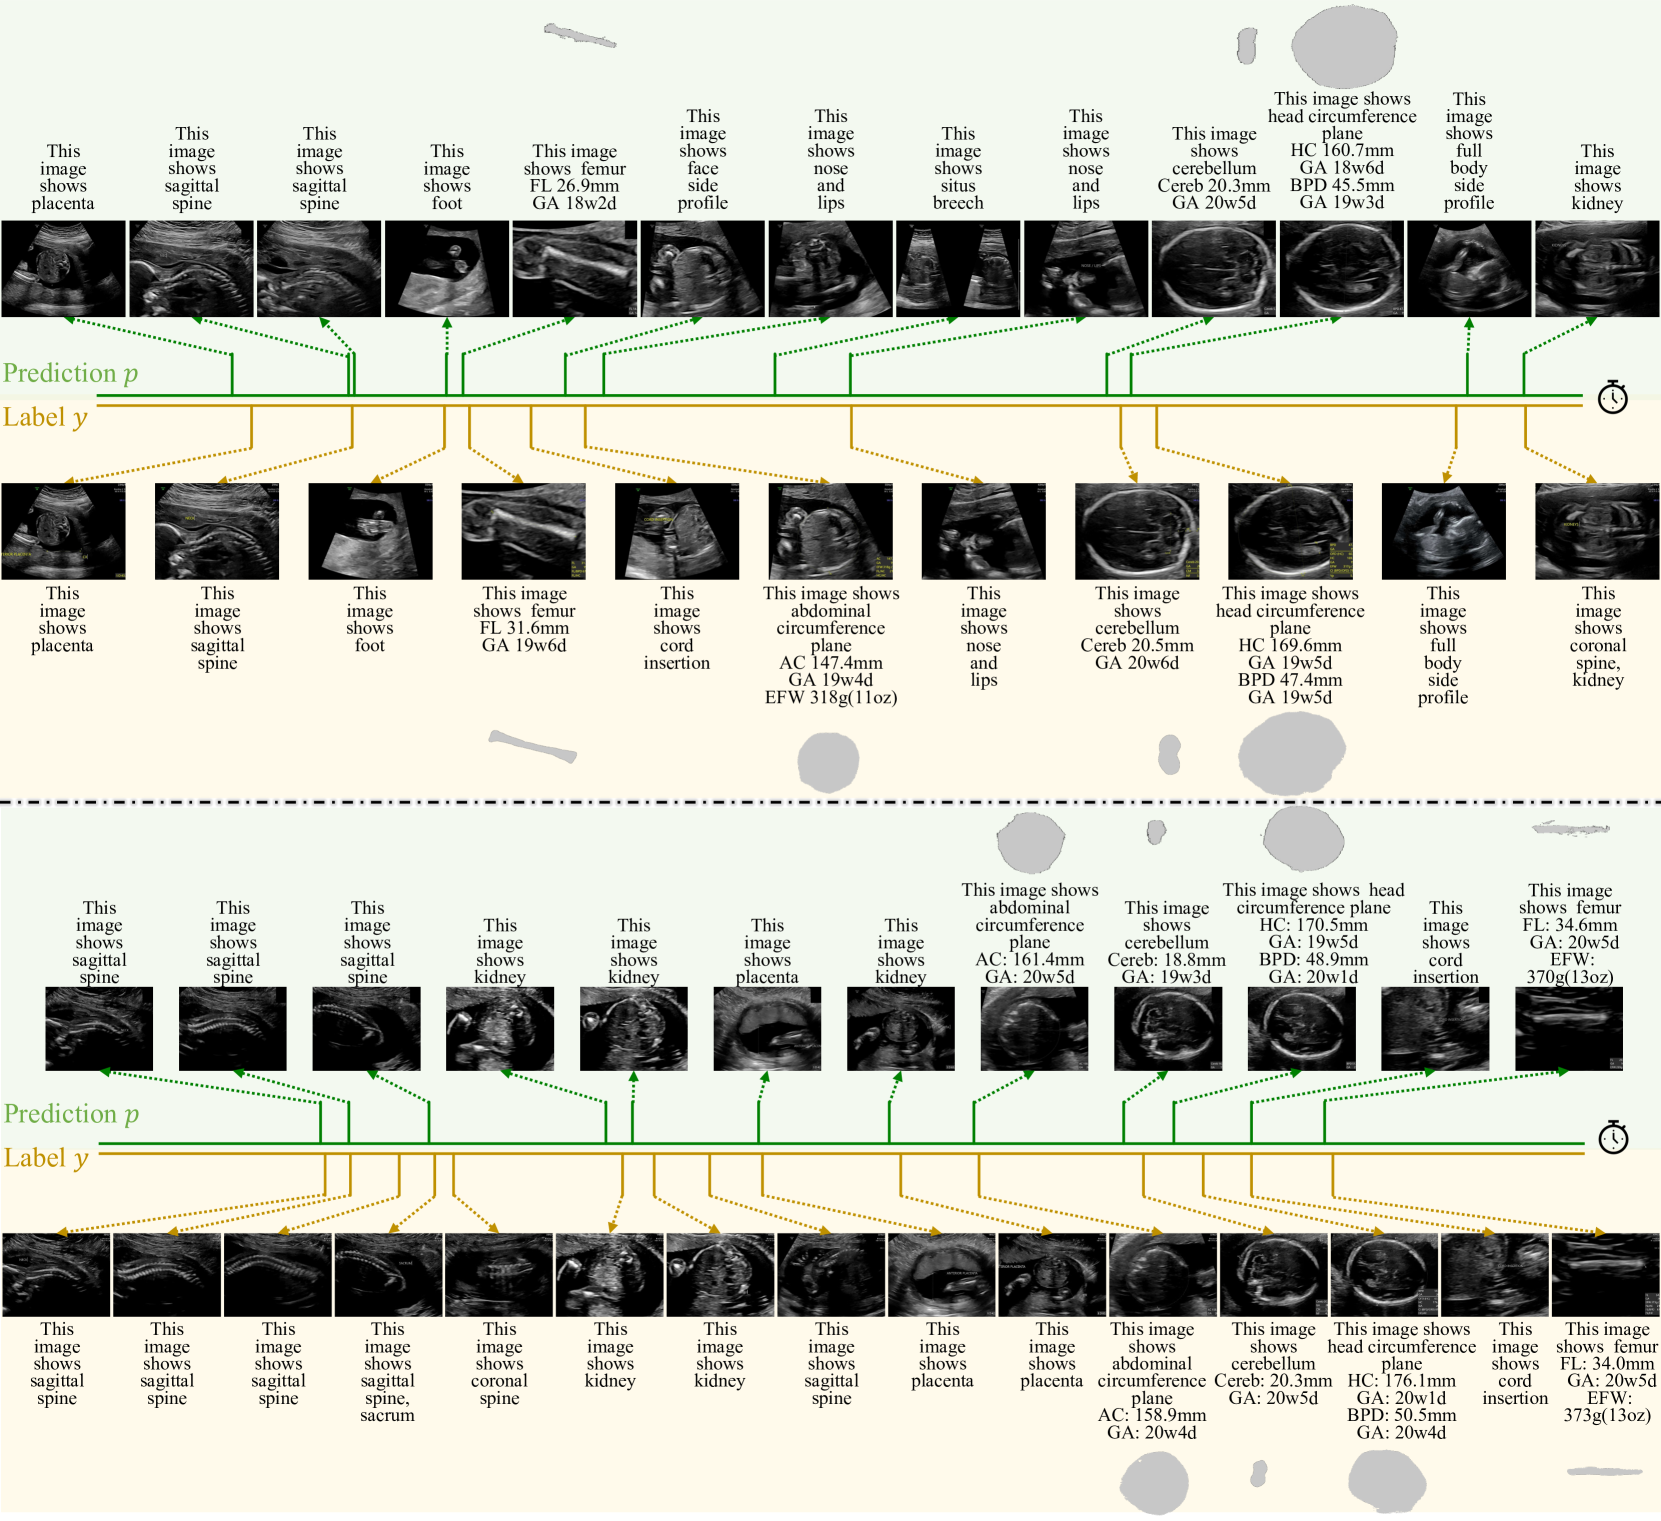 This
image
shows
placenta
This
image
shows
sagittal
spine
This
image
shows
sagittal
spine
This
image
shows
foot
This image
shows femur
FL 26.9mm
GA 18w2d
This
image
shows
face
side
profile
This
image
shows
nose
and
lips
This
image
shows
situs
breech
This
image
shows
nose
and
lips
This image
shows
cerebellum
Cereb 20.3mm
GA 20w5d
This image shows
head circumference
plane
HC 160.7mm
GA 18w6d
BPD 45.5mm
GA 19w3d
This
image
shows
full
body
side
profile
This
image
shows
kidney
Prediction p
Label y
This
image
shows
placenta
This
image
shows
sagittal
spine
This
image
shows
foot
This image
shows femur
FL 31.6mm
GA 19w6d
This
image
shows
cord
insertion
This image shows
abdominal
circumference
plane
AC 147.4mm
GA 19w4d
EFW 318g(11oz)
This
image
shows
nose
and
lips
This image
shows
cerebellum
Cereb 20.5mm
GA 20w6d
This image shows
head circumference
plane
HC 169.6mm
GA 19w5d
BPD 47.4mm
GA 19w5d
This
image
shows
full
body
side
profile
This
image
shows
coronal
spine,
kidney
This
image
shows
sagittal
spine
This
image
shows
sagittal
spine
This
image
shows
sagittal
spine
This
image
shows
kidney
This
image
shows
kidney
This
image
shows
placenta
This
image
shows
kidney
This image shows
abdominal
circumference
plane
AC: 161.4mm
GA: 20w5d
This image
shows
cerebellum
Cereb: 18.8mm
GA: 19w3d
This image shows head
circumference plane
HC: 170.5mm
GA: 19w5d
BPD: 48.9mm
GA: 20w1d
This
image
shows
cord
insertion
This image
shows femur
FL: 34.6mm
GA: 20w5d
EFW:
370g(13oz)
Prediction p
Label y
This
image
shows
sagittal
spine
This
image
shows
sagittal
spine
This
image
shows
sagittal
spine
This
image
shows
sagittal
spine,
sacrum
This
image
shows
coronal
spine
This
image
shows
kidney
This
image
shows
kidney
This
image
shows
sagittal
spine
This
image
shows
placenta
This
image
shows
placenta
This image
shows
abdominal
circumference
plane
AC: 158.9mm
GA: 20w4d
This image
shows
cerebellum
Cereb: 20.3mm
GA: 20w5d
This image shows
head circumference
plane
HC: 176.1mm
GA: 20w1d
BPD: 50.5mm
GA: 20w4d
This
image
shows
cord
insertion
This image
shows femur
FL: 34.0mm
GA: 20w5d
EFW:
373g(13oz)